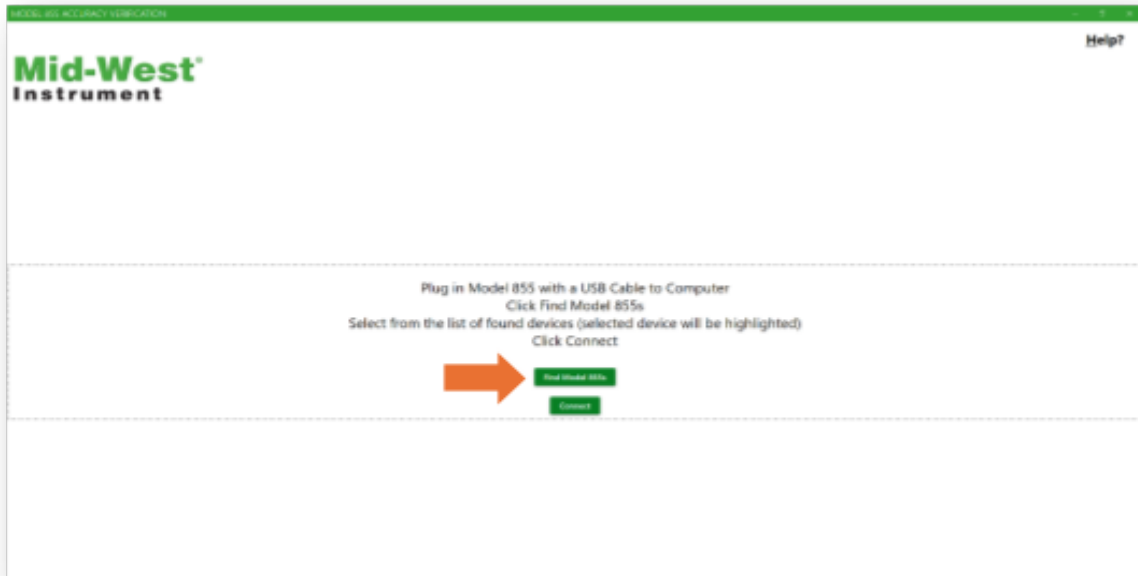 MODEL 855 ACCURACY VERIFICATION
Help?
Mid-West®
Instrument
Plug in Model 855 with a USB Cable to Computer
Click Find Model 855s
Select from the list of found devices (selected device will be highlighted)
Click Connect
Find Model 855s
Connect